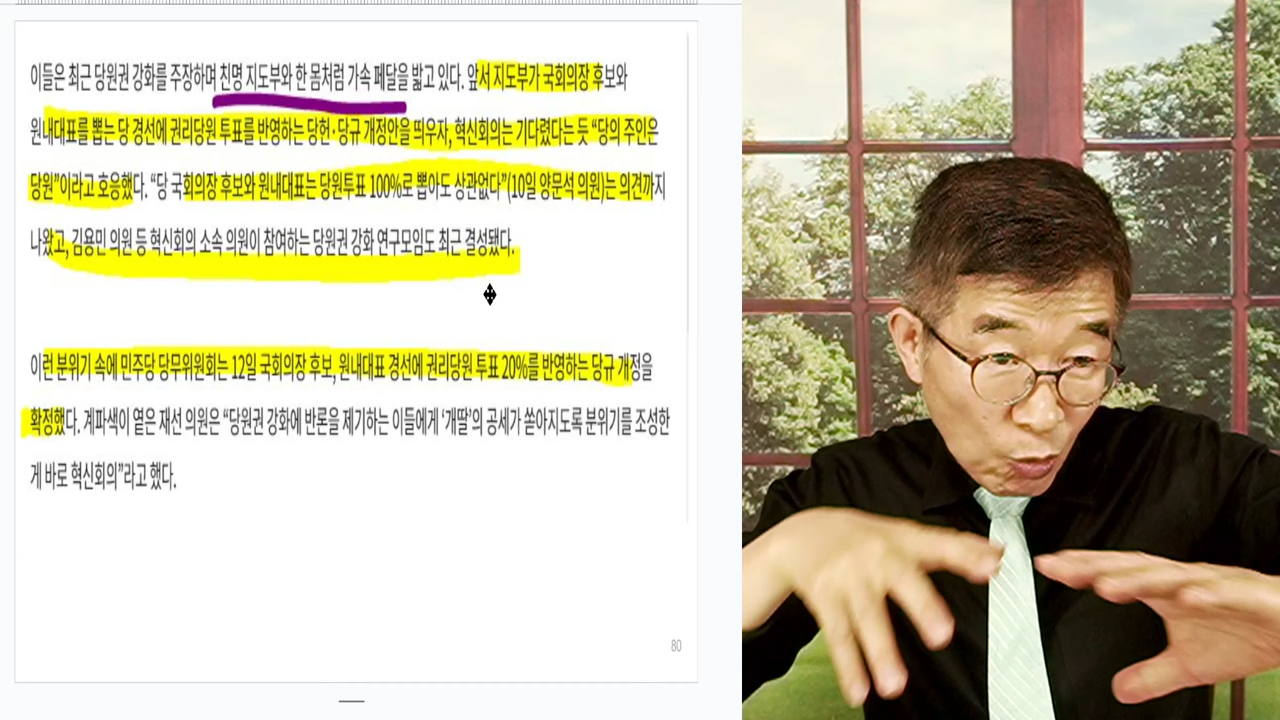 이들은 최근 당원권 강화를 주장하며 친명 지도부와 한 몸처럼 가속 페달을 밟고 있다. 앞서 지도부가 국회의장 후보와
원내대표를 뽑는 당 경선에 권리당원 투표를 반영하는 당헌·당규 개정안을 띄우자, 혁신회의는 기다렸다는 듯 “당의 주인은
당원”이라고 호응했다. “당 국회의장 후보와 원내대표는 당원투표 100%로 뽑아도 상관없다”(10일 양문석 의원)는 의견까지
나왔고, 김용민 의원 등 혁신회의 소속 의원이 참여하는 당원권 강화 연구모임도 최근 결성됐다.
이런 분위기 속에 민주당 당무위원회는 12일 국회의장 후보, 원내대표 경선에 권리당원 투표 20%를 반영하는 당규 개정을
확정했다. 계파색이 옅은 재선 의원은 “당원권 강화에 반론을 제기하는 이들에게 ‘개딸’의 공세가 쏟아지도록 분위기를 조성한
게 바로 혁신회의”라고 했다.
80